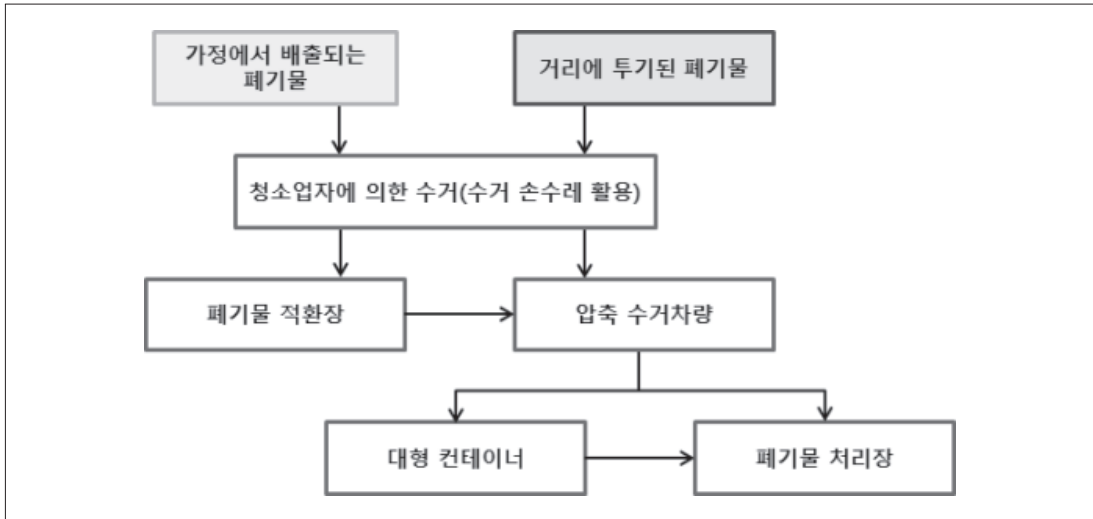 가정에서 배출되는
폐기물
거리에 투기된 폐기물
청소업자에 의한 수거(수거 손수레 활용)
폐기물 적환장
압축 수거차량
대형 컨테이너
폐기물 처리장